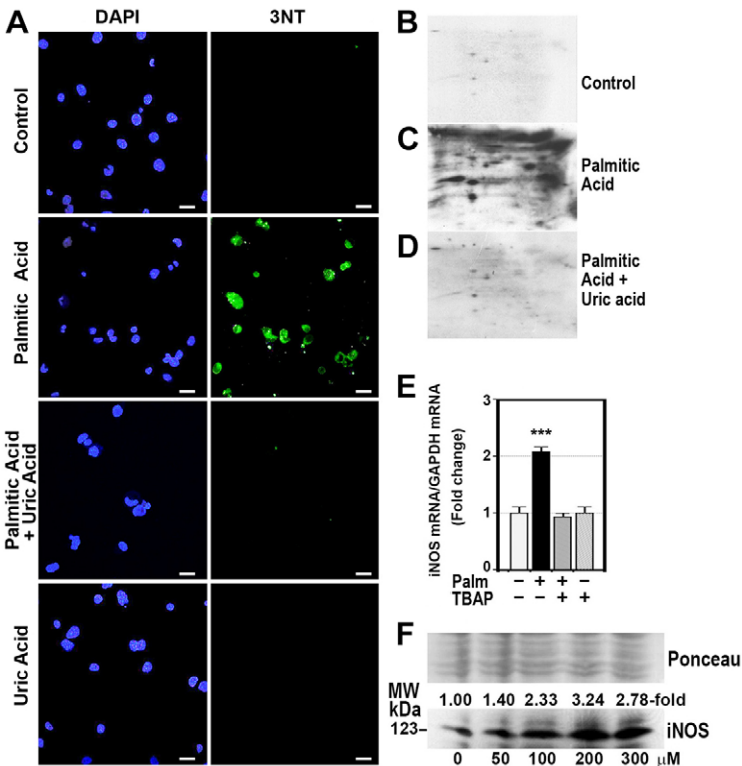 A
DAPI
3NT
Control
Palmitic Acid
Palmitic Acid
+ Uric Acid
Uric Acid
B
Control
C
Palmitic
Acid
D
Palmitic
Acid +
Uric acid
E
iNOS mRNA/GAPDH mRNA
(Fold change)
3
2
1
0
***
Palm − + + −
TBAP − − + +
F
Ponceau
MW
kDa
1.00 1.40 2.33 3.24 2.78-fold
123–
iNOS
0 50 100 200 300 µM